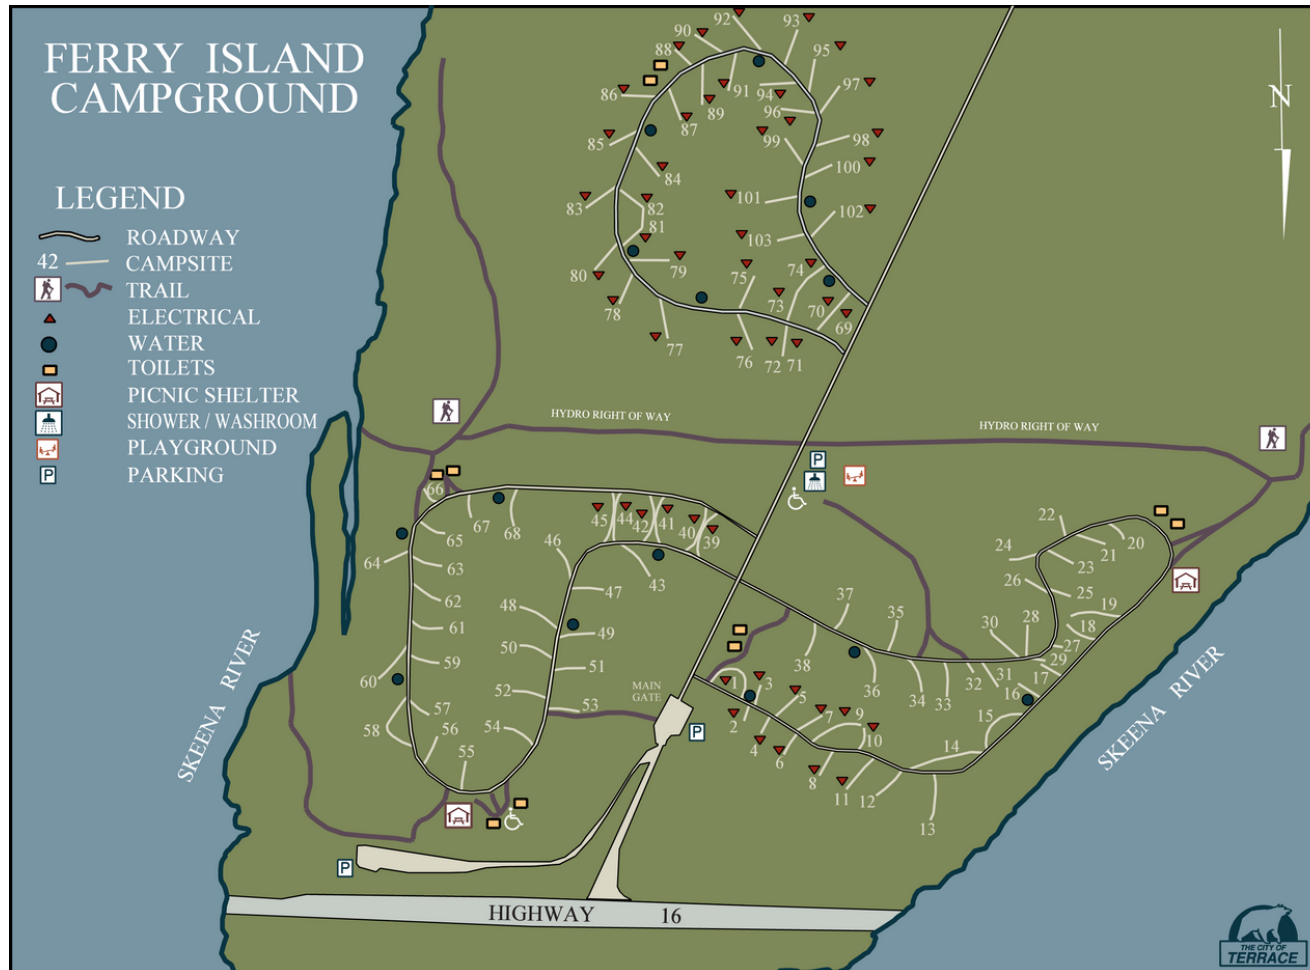 FERRY ISLAND
CAMPGROUND
N
LEGEND
ROADWAY
42 CAMPSITE
TRAIL
ELECTRICAL
WATER
TOILETS
PICNIC SHELTER
SHOWER / WASHROOM
PLAYGROUND
P PARKING
92 93
90
88 95
86 91 94 97
89 96
87
85 99 98
84 100
83 82 101
81 102
103
80 79 75 74
78 73 70
69
77 76 72 71
HYDRO RIGHT OF WAY
HYDRO RIGHT OF WAY
P
66
67 68 45 44 42 41 40
39
65
64 63
46 43
62 47
61 48
49
59 50
60 51
57 52
53
58 56 54
55
22 20
24 21
23
26 25
37 19
35 28 18
30
38 27
29
36 34 33 32 31 17
16
15
14
1 3
2 5
4 7 9
6 10
8
11 12
13
MAIN
GATE
P
SKEENA RIVER
SKEENA RIVER
P
HIGHWAY 16
THE CITY OF
TERRACE